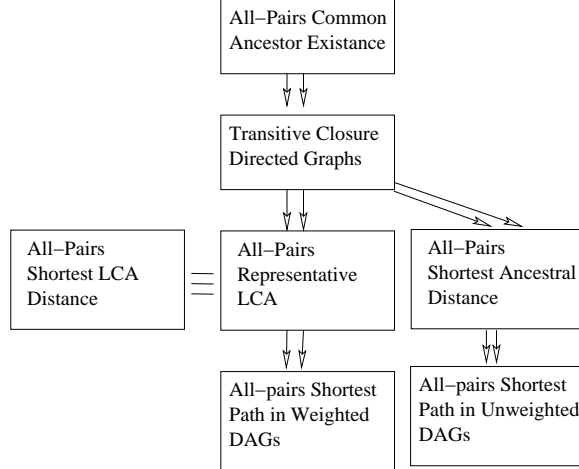 All−Pairs Common
Ancestor Existance
Transitive Closure
Directed Graphs
All−Pairs
Shortest LCA
Distance
All−Pairs
Representative
LCA
All−Pairs
Shortest Ancestral
Distance
All−pairs Shortest
Path in Weighted
DAGs
All−pairs Shortest
Path in Unweighted
DAGs